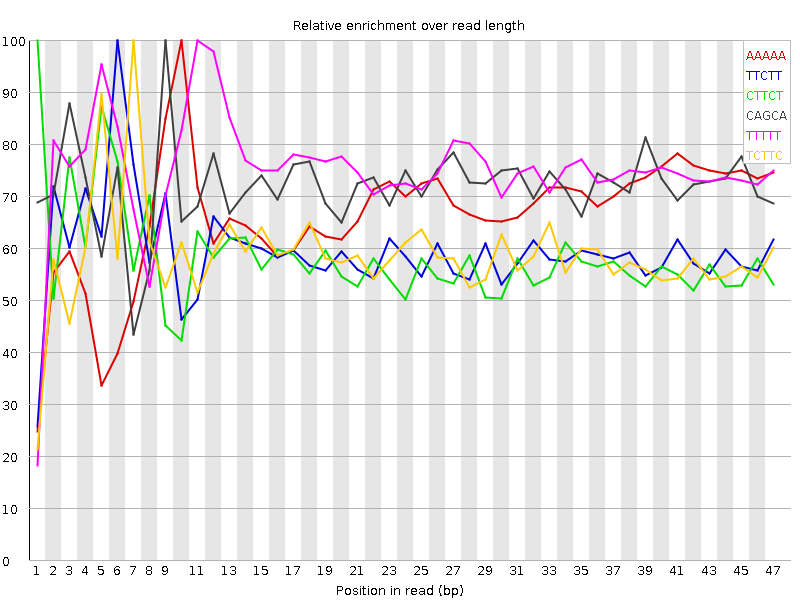 Relative enrichment over read length
100
90
80
70
60
50
40
30
20
10
0
AAAAA
TTCTT
CTTCT
CAGCA
TTTTT
TCTTC
1 2 3 4 5 6 7 8 9 11 13 15 17 19 21 23 25 27 29 31 33 35 37 39 41 43 45 47
Position in read (bp)